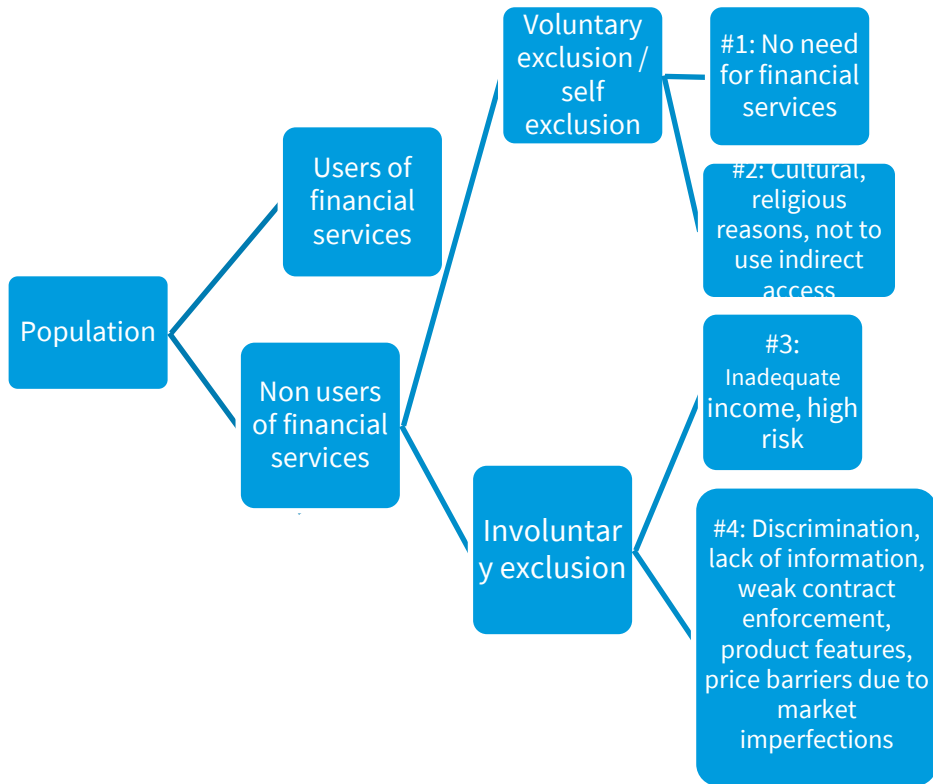 Population
Users of
financial
services
Non users
of financial
services
Voluntary
exclusion /
self
exclusion
Involuntar
y exclusion
#1: No need
for financial
services
#2: Cultural,
religious
reasons, not to
use indirect
access
#3:
Inadequate
income, high
risk
#4: Discrimination,
lack of information,
weak contract
enforcement,
product features,
price barriers due to
market
imperfections